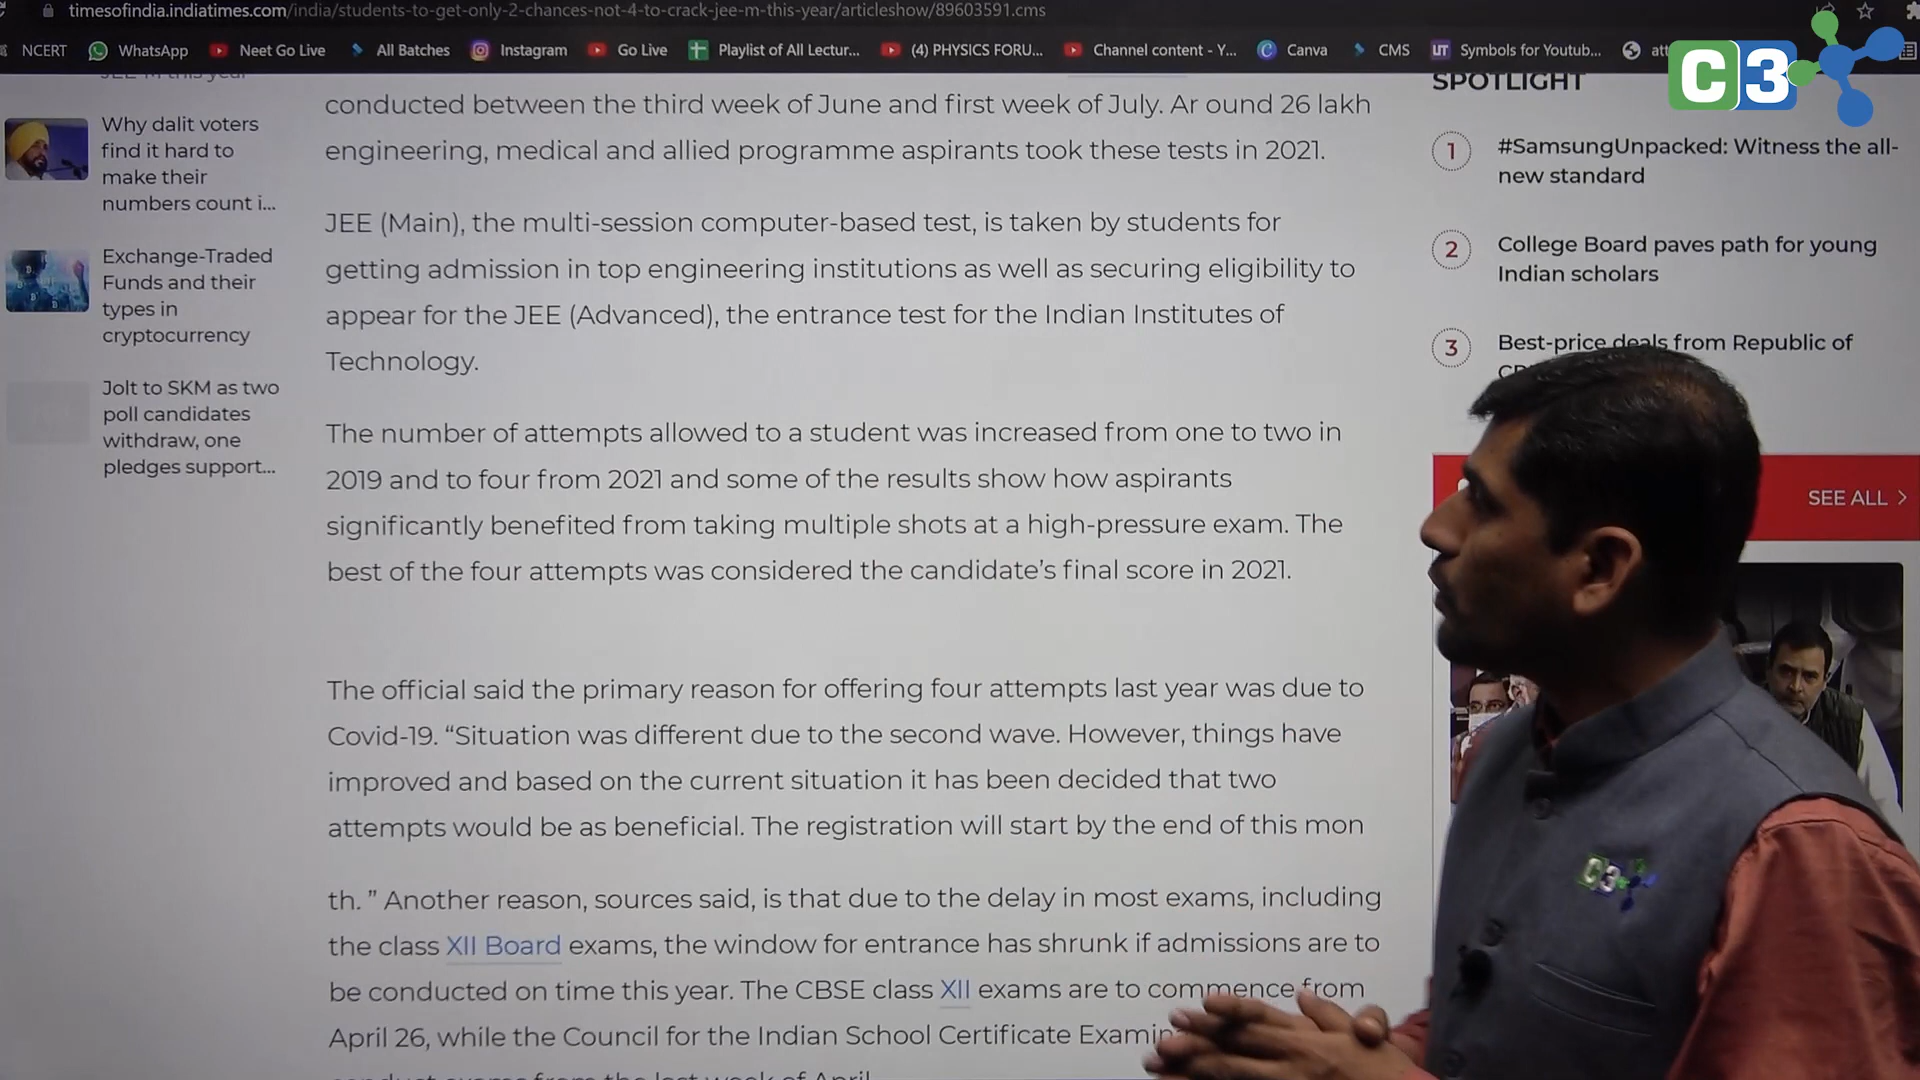 timesofindia.indiatimes.com/india/students-to-get-only-2-chances-not-4-to-crack-jee-m-this-year/articleshow/89603591.cms
NCERT WhatsApp Neet Go Live All Batches Instagram Go Live Playlist of All Lectur... (4) PHYSICS FORU... Channel content - Y... Canva CMS UT Symbols for Youtub...
C3
JEE-M this year
Why dalit voters
find it hard to
make their
numbers count i...
Exchange-Traded
Funds and their
types in
cryptocurrency
Jolt to SKM as two
poll candidates
withdraw, one
pledges support...
conducted between the third week of June and first week of July. Ar ound 26 lakh
engineering, medical and allied programme aspirants took these tests in 2021.
JEE (Main), the multi-session computer-based test, is taken by students for
getting admission in top engineering institutions as well as securing eligibility to
appear for the JEE (Advanced), the entrance test for the Indian Institutes of
Technology.
The number of attempts allowed to a student was increased from one to two in
2019 and to four from 2021 and some of the results show how aspirants
significantly benefited from taking multiple shots at a high-pressure exam. The
best of the four attempts was considered the candidate's final score in 2021.
The official said the primary reason for offering four attempts last year was due to
Covid-19. “Situation was different due to the second wave. However, things have
improved and based on the current situation it has been decided that two
attempts would be as beneficial. The registration will start by the end of this mon
th. ” Another reason, sources said, is that due to the delay in most exams, including
the class XII Board exams, the window for entrance has shrunk if admissions are to
be conducted on time this year. The CBSE class XII exams are to commence from
April 26, while the Council for the Indian School Certificate
conduct exams from the last week of April
SPOTLIGHT
1 #SamsungUnpacked: Witness the all-
new standard
2 College Board paves path for young
Indian scholars
3 Best-price deals from Republic of
SEE ALL >
C3